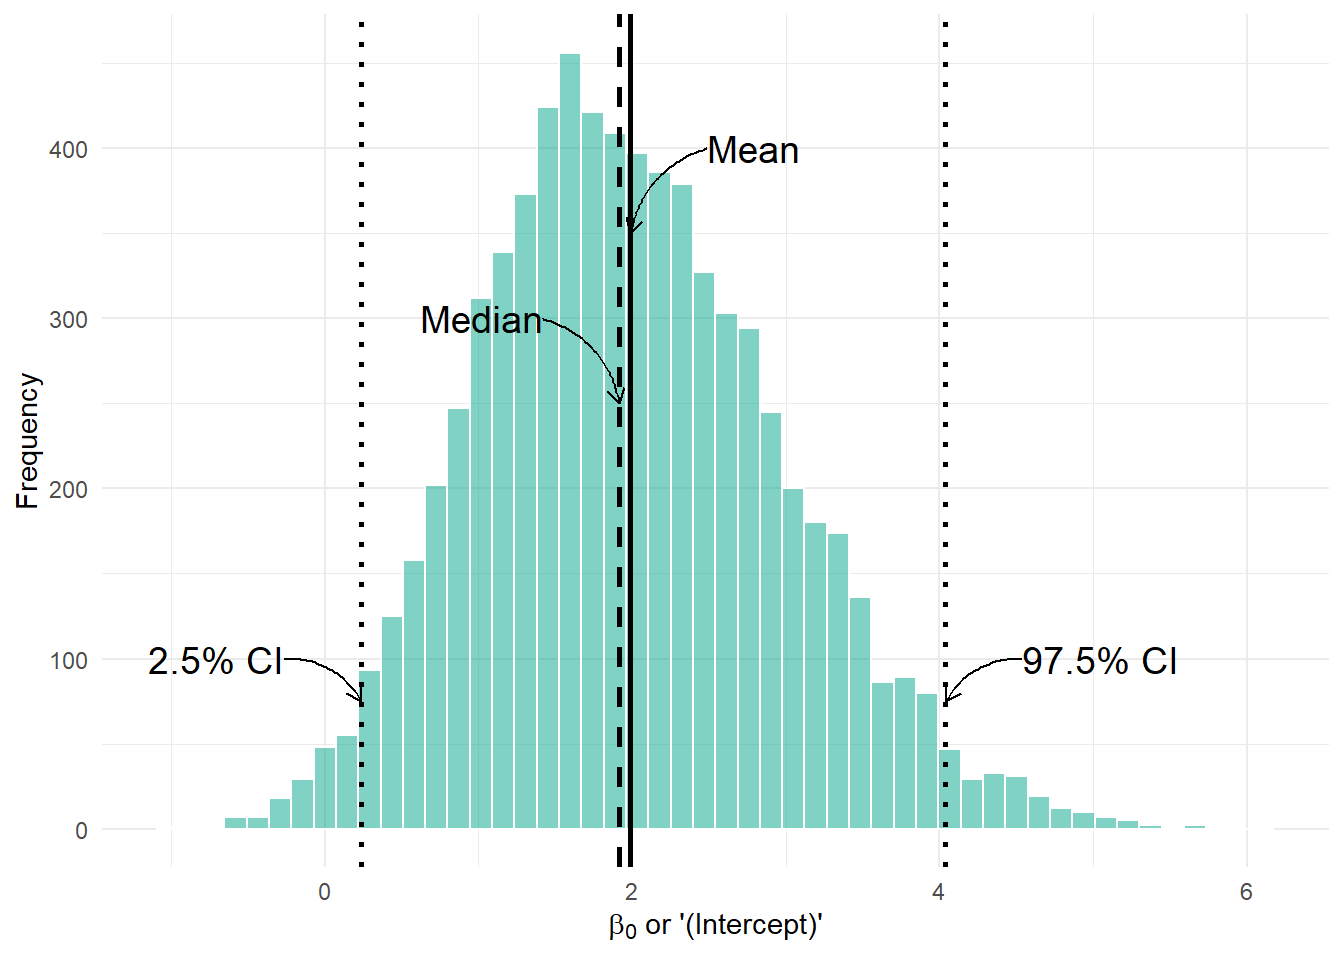 400
300
200
100
0
Frequency
Mean
Median
2.5% CI
97.5% CI
0
2
4
6
β₀ or '(Intercept)'